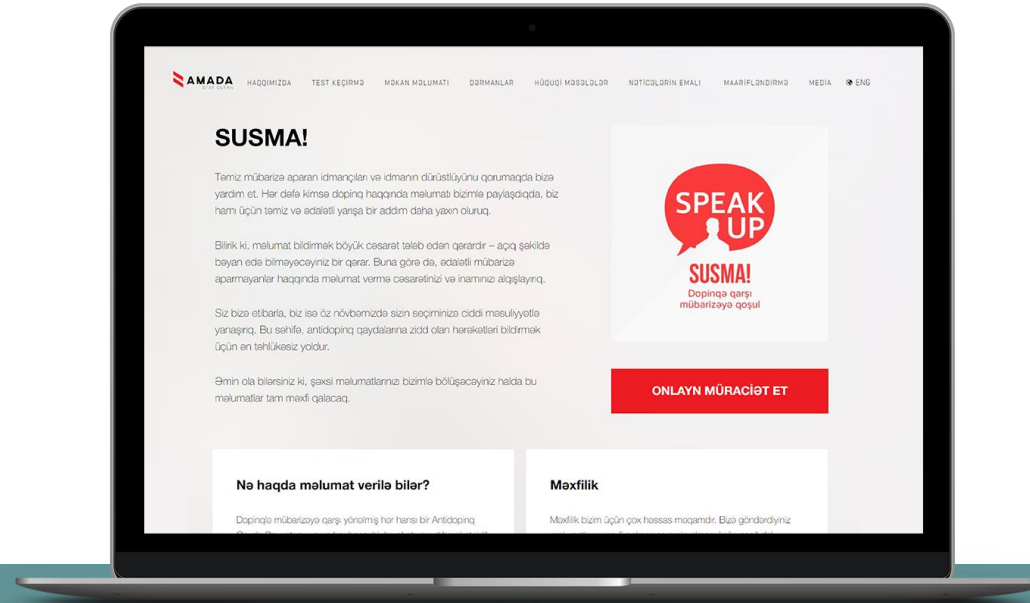 AMADA
STAY CLEAN
HAQQIMIZDA
TEST KEÇİRMƏ
MƏKAN MƏLUMATI
DƏRMANLAR
HÜQUQİ MƏSƏLƏLƏR
NƏTİCƏLƏRİN EMALI
MAARİFLƏNDİRMƏ
MEDİA
ENG
SUSMA!
Təmiz mübarizə aparan idmançıları və idmanın dürüstlüyünu qorumaqda bizə
yardım et. Hər dəfə kimsə dopinq haqqında məlumatı bizimlə paylaşdıqda, biz
hamı üçün təmiz və ədalətli yarışa bir addım daha yaxın oluruq.
Bilirik ki, məlumat bildirmək böyük cəsarət tələb edən qərardır – açıq şəkildə
bəyan edə bilməyəcəyiniz bir qərar. Buna görə də, ədalətli mübarizə
aparmayanlar haqqında məlumat vermə cəsarətinizi və inamınızı alqışlayırıq.
Siz bizə etibarla, biz isə öz növbəmizdə sizin seçiminizə ciddi məsuliyyətlə
yanaşırıq. Bu səhifə, antidopinq qaydalarına zidd olan hərəkətləri bildirmək
üçün ən təhlükəsiz yoldur.
Əmin ola bilərsiniz ki, şəxsi məlumatlarınızı bizimlə bölüşəcəyiniz halda bu
məlumatlar tam məxfi qalacaq.
SPEAK
UP
SUSMA!
Dopinqə qarşı
mübarizəyə qoşul
ONLAYN MÜRACİƏT ET
Nə haqda məlumat verilə bilər?
Dopinqlə mübarizəyə qarşı yönəlmiş hər hansı bir Antidopinq
Məxfilik
Məxfilik bizim üçün çox həssas məqamdır. Bizə göndərdiyiniz